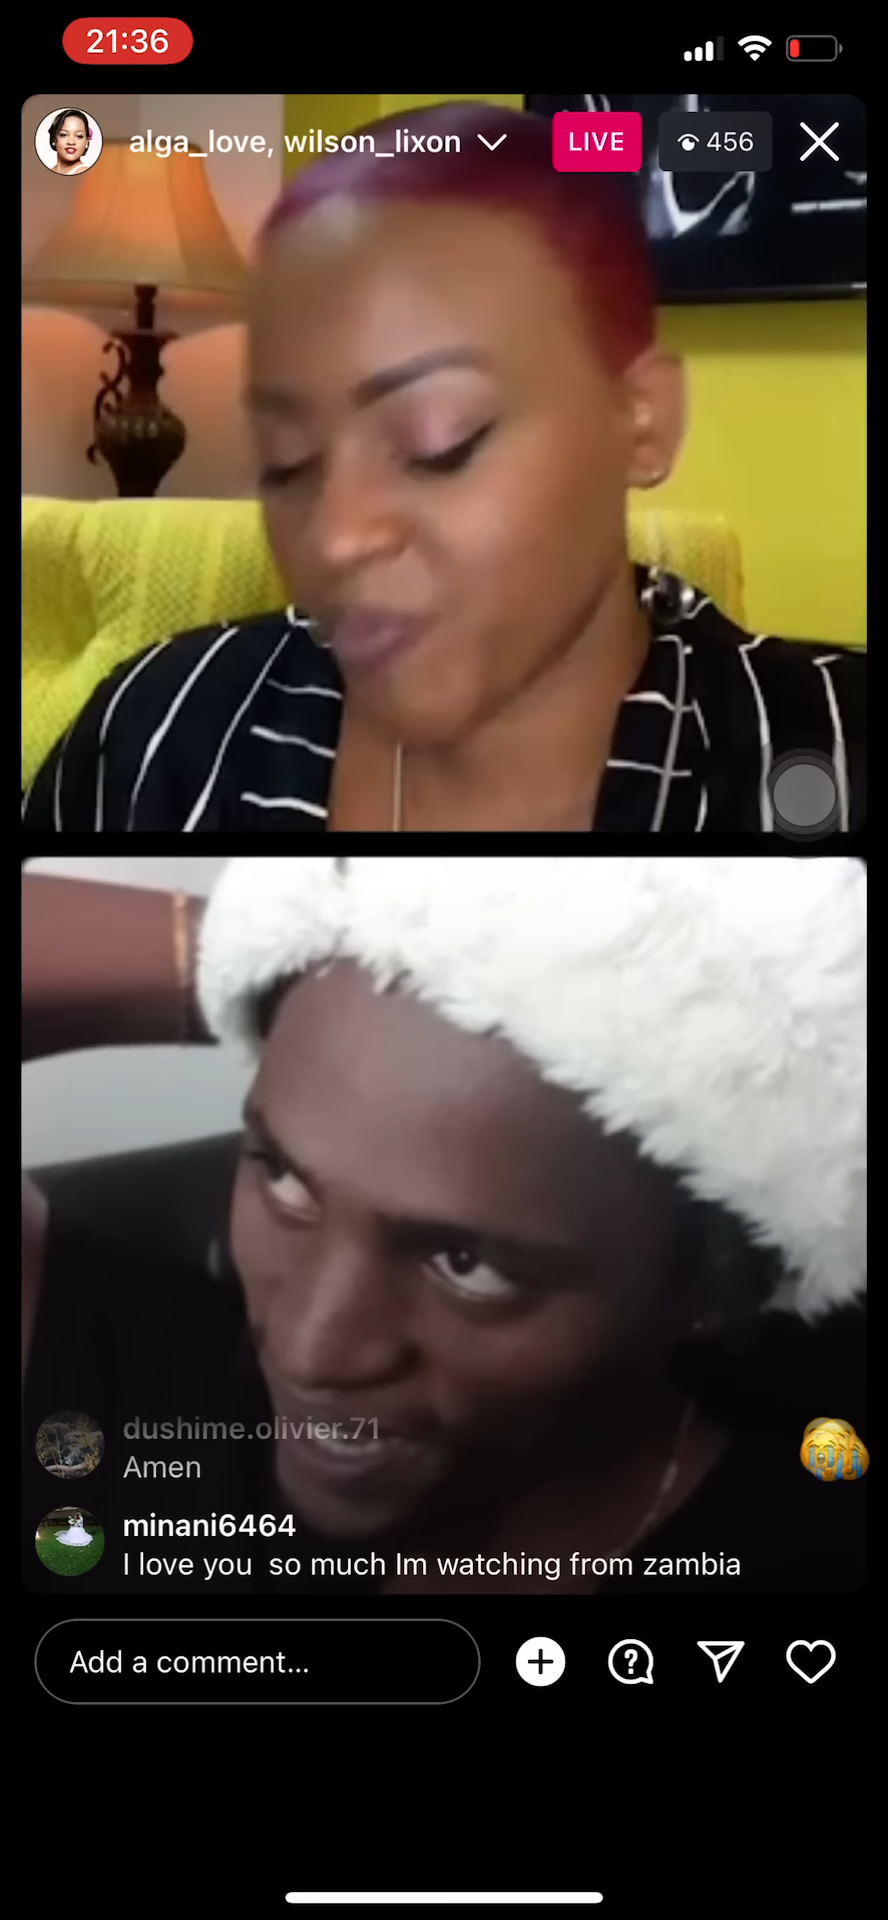 21:36
alga_love, wilson_lixon
LIVE
456
dushime.olivier.71
Amen
minani6464
I love you  so much Im watching from zambia
Add a comment...